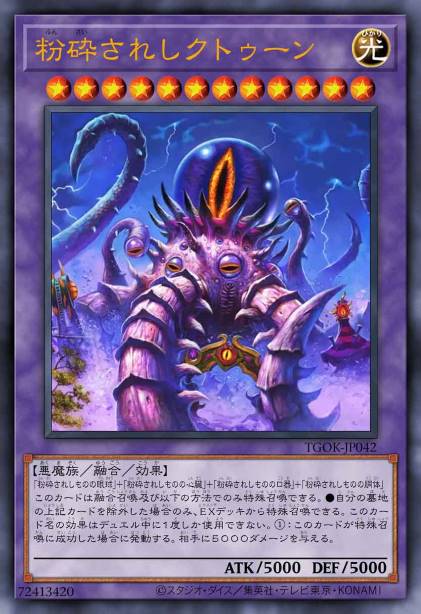 粉砕されしクトゥーン
ふん さい
ひかり
光
TGOK-JP042
【悪魔族／融合／効果】
「粉砕されしものの眼球」+「粉砕されしものの心臓」+「粉砕されしものの口器」+「粉砕されしものの胴体」
このカードは融合召喚及び以下の方法でのみ特殊召喚できる。●自分の墓地
の上記カードを除外した場合のみ、EXデッキから特殊召喚できる。このカー
ド名の効果はデュエル中に1度しか使用できない。①：このカードが特殊召
喚に成功した場合に発動する。相手に５０００ダメージを与える。
ATK/5000 DEF/5000
72413420
©スタジオ・ダイス／集英社・テレビ東京・KONAMI